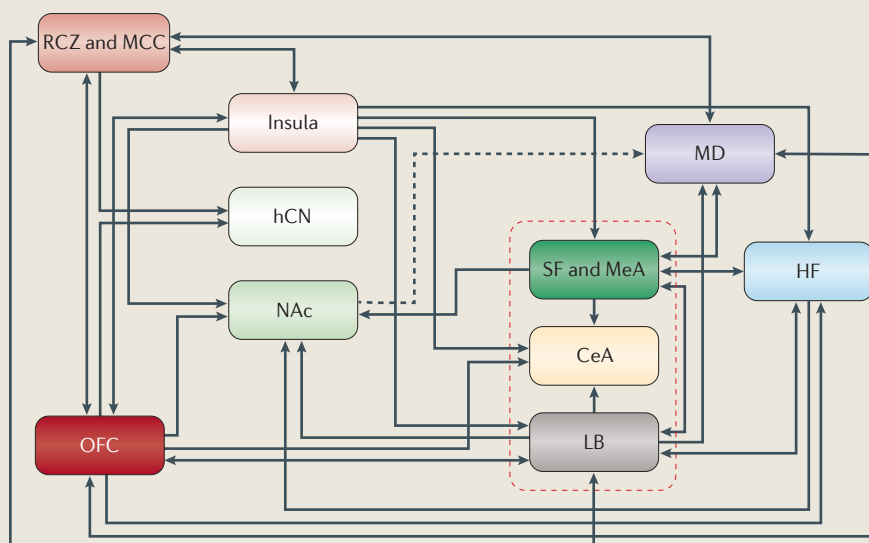 RCZ and MCC
Insula
MD
hCN
SF and MeA
HF
NAc
CeA
OFC
LB